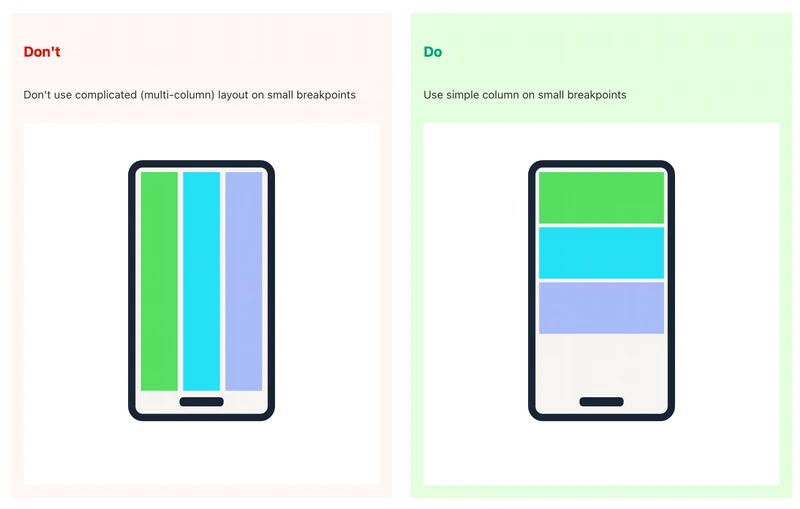 Don't
Don't use complicated (multi-column) layout on small breakpoints
Do
Use simple column on small breakpoints